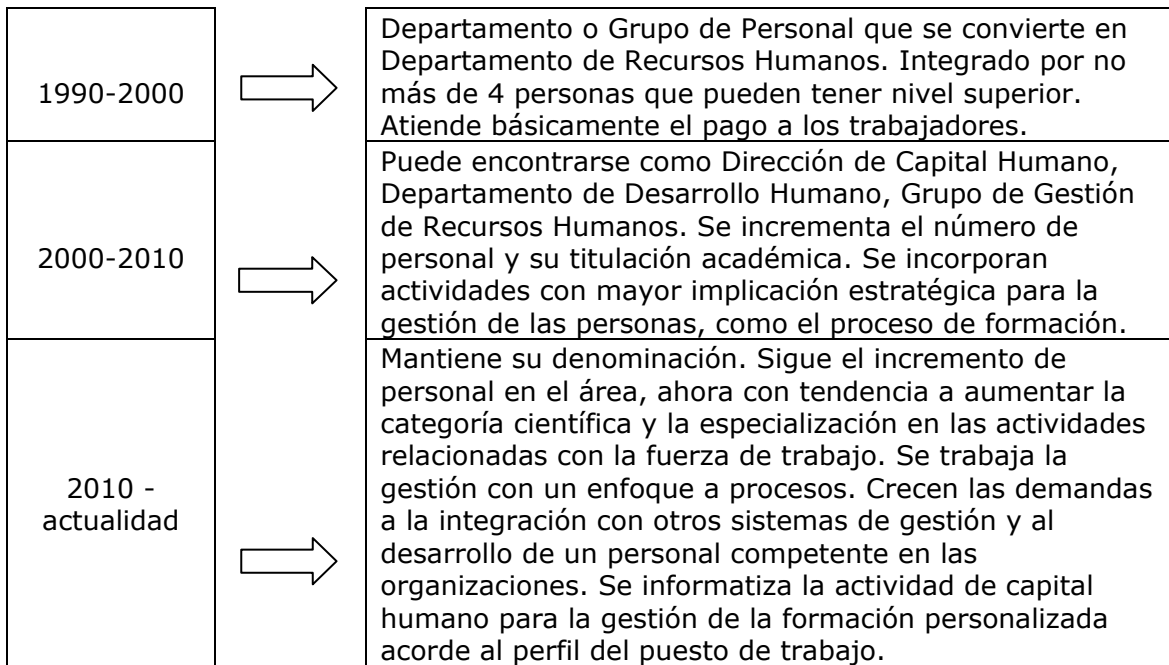 1990-2000
Departamento o Grupo de Personal que se convierte en
Departamento de Recursos Humanos. Integrado por no
más de 4 personas que pueden tener nivel superior.
Atiende básicamente el pago a los trabajadores.
2000-2010
Puede encontrarse como Dirección de Capital Humano,
Departamento de Desarrollo Humano, Grupo de Gestión
de Recursos Humanos. Se incrementa el número de
personal y su titulación académica. Se incorporan
actividades con mayor implicación estratégica para la
gestión de las personas, como el proceso de formación.
2010 -
actualidad
Mantiene su denominación. Sigue el incremento de
personal en el área, ahora con tendencia a aumentar la
categoría científica y la especialización en las actividades
relacionadas con la fuerza de trabajo. Se trabaja la
gestión con un enfoque a procesos. Crecen las demandas
a la integración con otros sistemas de gestión y al
desarrollo de un personal competente en las
organizaciones. Se informatiza la actividad de capital
humano para la gestión de la formación personalizada
acorde al perfil del puesto de trabajo.